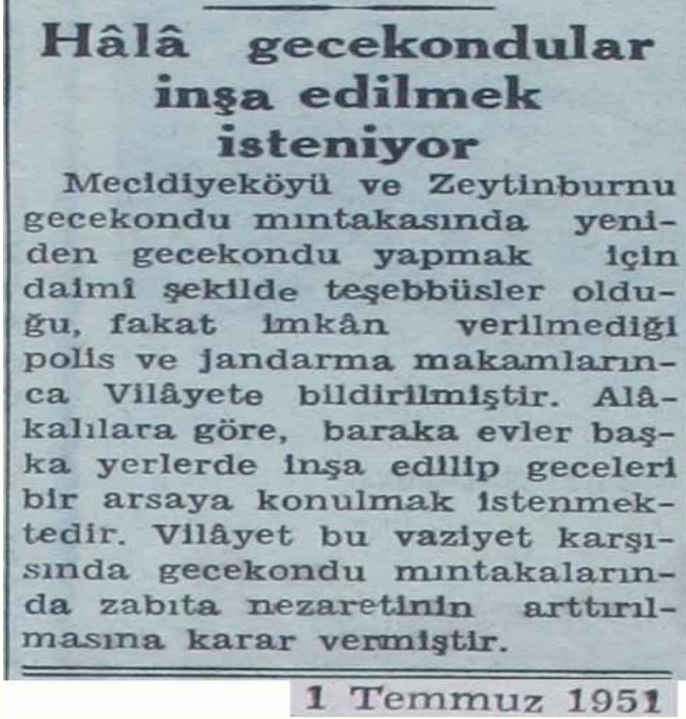 Hâlâ gecekondular
inşa edilmek
isteniyor
Mecidiyeköyü ve Zeytinburnu
gecekondu mıntakasında yeni-
den gecekondu yapmak için
daimî şekilde teşebbüsler oldu-
ğu, fakat imkân verilmediği
polis ve jandarma makamların-
ca Vilâyete bildirilmiştir. Alâ-
kalılara göre, baraka evler baş-
ka yerlerde inşa edilip geceleri
bir arsaya konulmak istenmek-
tedir. Vilâyet bu vaziyet karşı-
sında gecekondu mıntakaların-
da zabıta nezaretinin arttırıl-
masına karar vermiştir.
1 Temmuz 1951